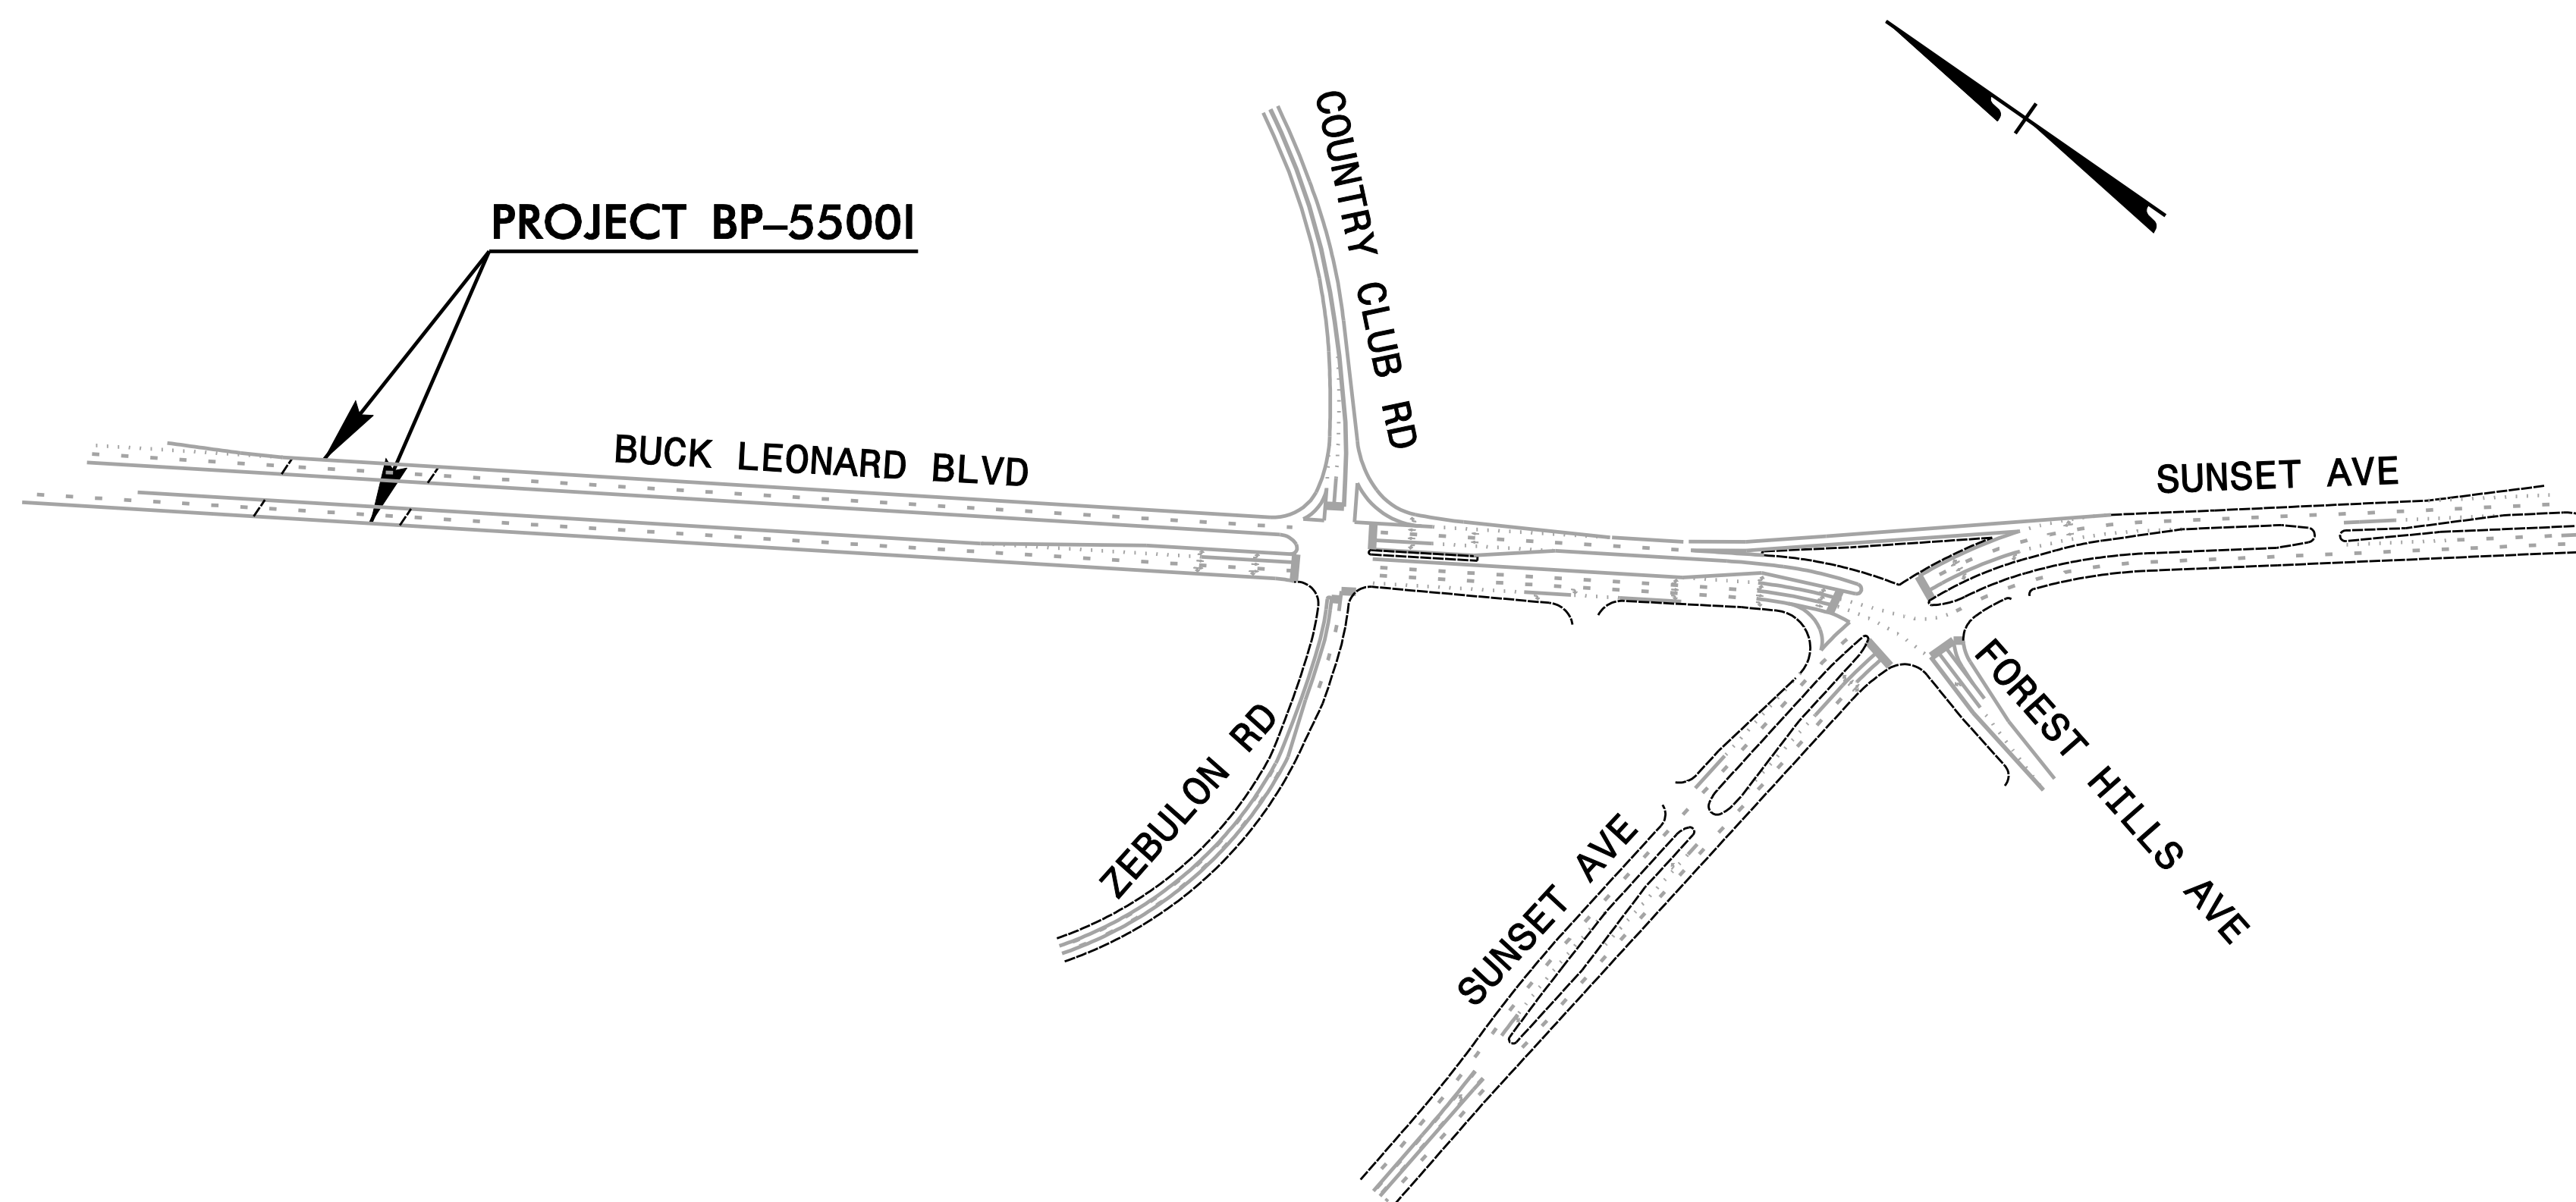 COUNTRY CLUB RD
PROJECT BP–5500I
BUCK LEONARD BLVD
SUNSET AVE
FOREST HILLS AVE
ZEBULON RD
SUNSET AVE